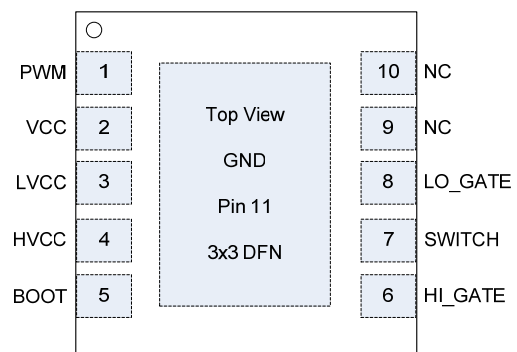 PWM 1 10 NC
VCC 2 9 NC
LVCC 3 8 LO_GATE
HVCC 4 7 SWITCH
BOOT 5 6 HI_GATE
Top View
GND
Pin 11
3x3 DFN